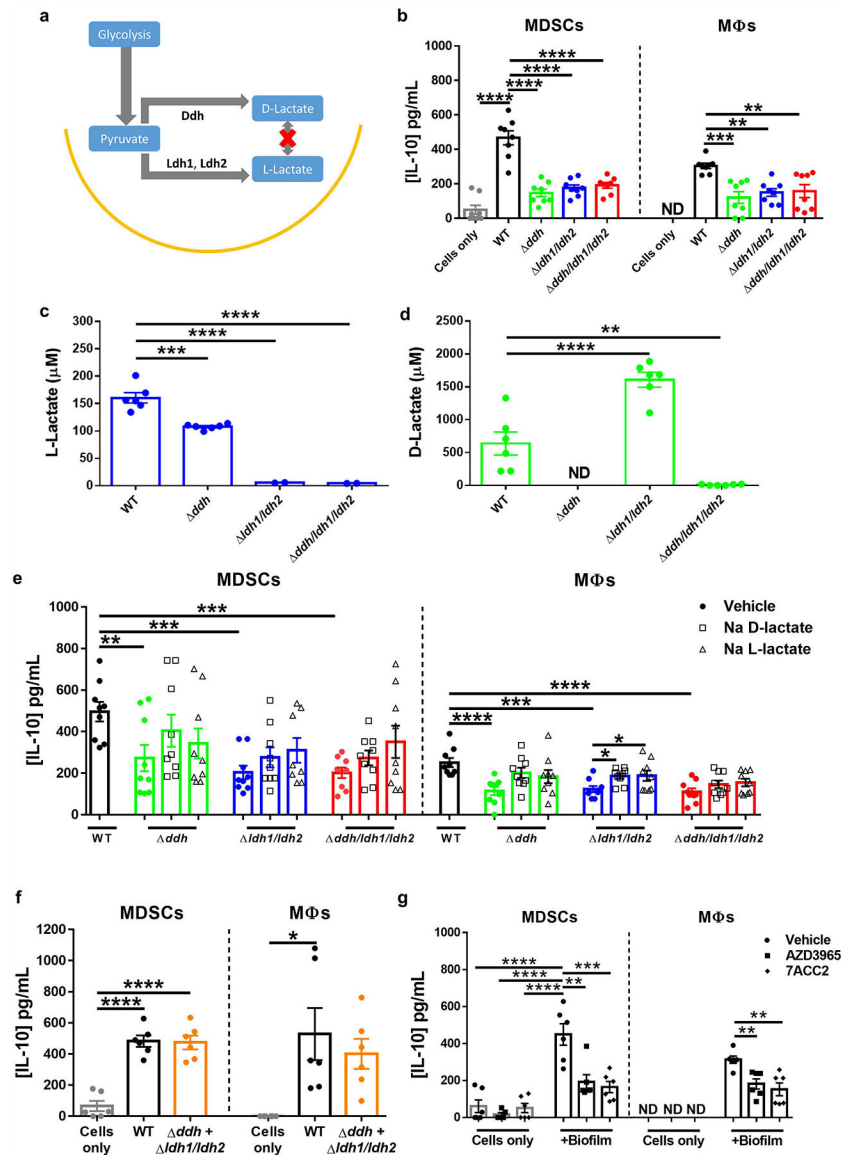 a
Glycolysis
Ddh
D-Lactate
Pyruvate
Ldh1, Ldh2
L-Lactate
b
MDSCs
MΦs
[IL-10] pg/mL
1000
800
600
400
200
0
****
****
****
****
**
**
***
ND
Cells only
WT
Δddh
Δldh1/ldh2
Δddh/ldh1/ldh2
Cells only
WT
Δddh
Δldh1/ldh2
Δddh/ldh1/ldh2
c
L-Lactate (μM)
300
250
200
150
100
50
0
****
****
***
WT
Δddh
Δldh1/ldh2
Δddh/ldh1/ldh2
d
D-Lactate (μM)
2500
2000
1500
1000
500
0
**
****
ND
WT
Δddh
Δldh1/ldh2
Δddh/ldh1/ldh2
e
MDSCs
MΦs
Vehicle
Na D-lactate
Na L-lactate
[IL-10] pg/mL
1000
800
600
400
200
0
***
***
**
****
***
****
*
*
WT
Δddh
Δldh1/ldh2
Δddh/ldh1/ldh2
WT
Δddh
Δldh1/ldh2
Δddh/ldh1/ldh2
f
MDSCs
MΦs
[IL-10] pg/mL
1200
1000
800
600
400
200
0
****
****
*
Cells only
WT
Δddh + Δldh1/ldh2
Cells only
WT
Δddh + Δldh1/ldh2
g
MDSCs
MΦs
Vehicle
AZD3965
7ACC2
[IL-10] pg/mL
1000
800
600
400
200
0
****
****
****
***
**
**
**
ND ND ND
Cells only
+Biofilm
Cells only
+Biofilm